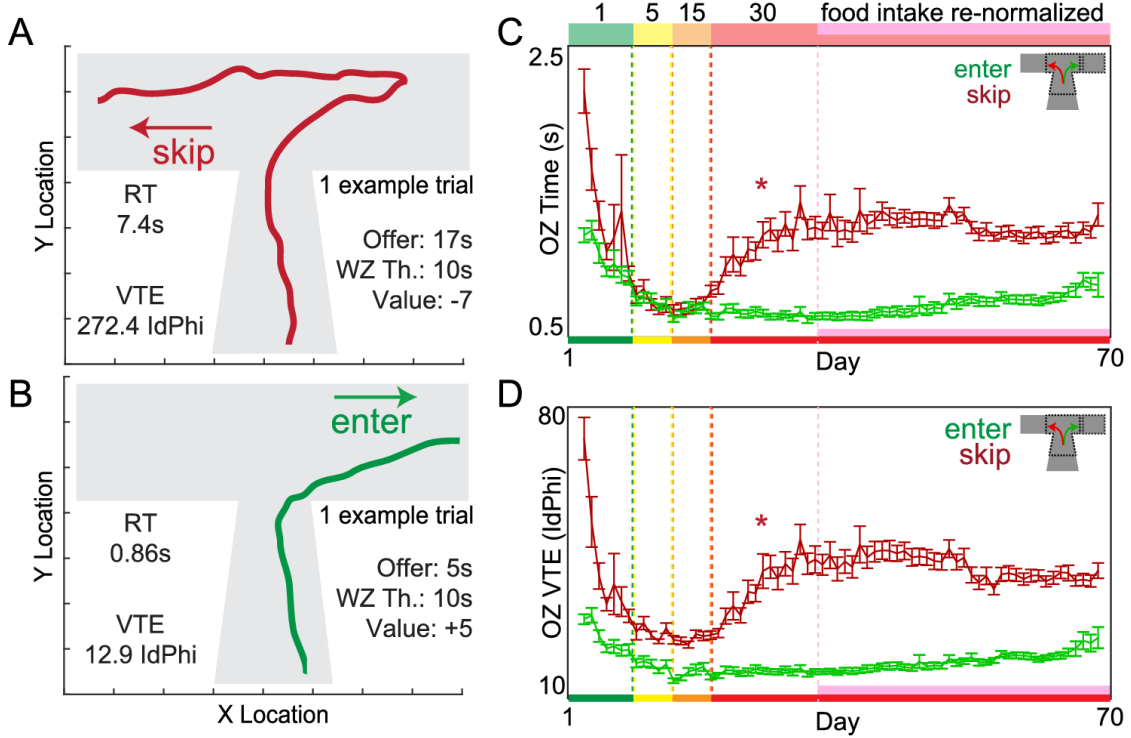 A
skip
Y Location
RT
7.4s
VTE
272.4 IdPhi
1 example trial
Offer: 17s
WZ Th.: 10s
Value: -7
B
enter
Y Location
RT
0.86s
VTE
12.9 IdPhi
1 example trial
Offer: 5s
WZ Th.: 10s
Value: +5
X Location
C
1 5 15 30 food intake re-normalized
2.5
OZ Time (s)
0.5
enter
skip
*
1 Day 70
D
80
OZ VTE (IdPhi)
10
enter
skip
*
1 Day 70